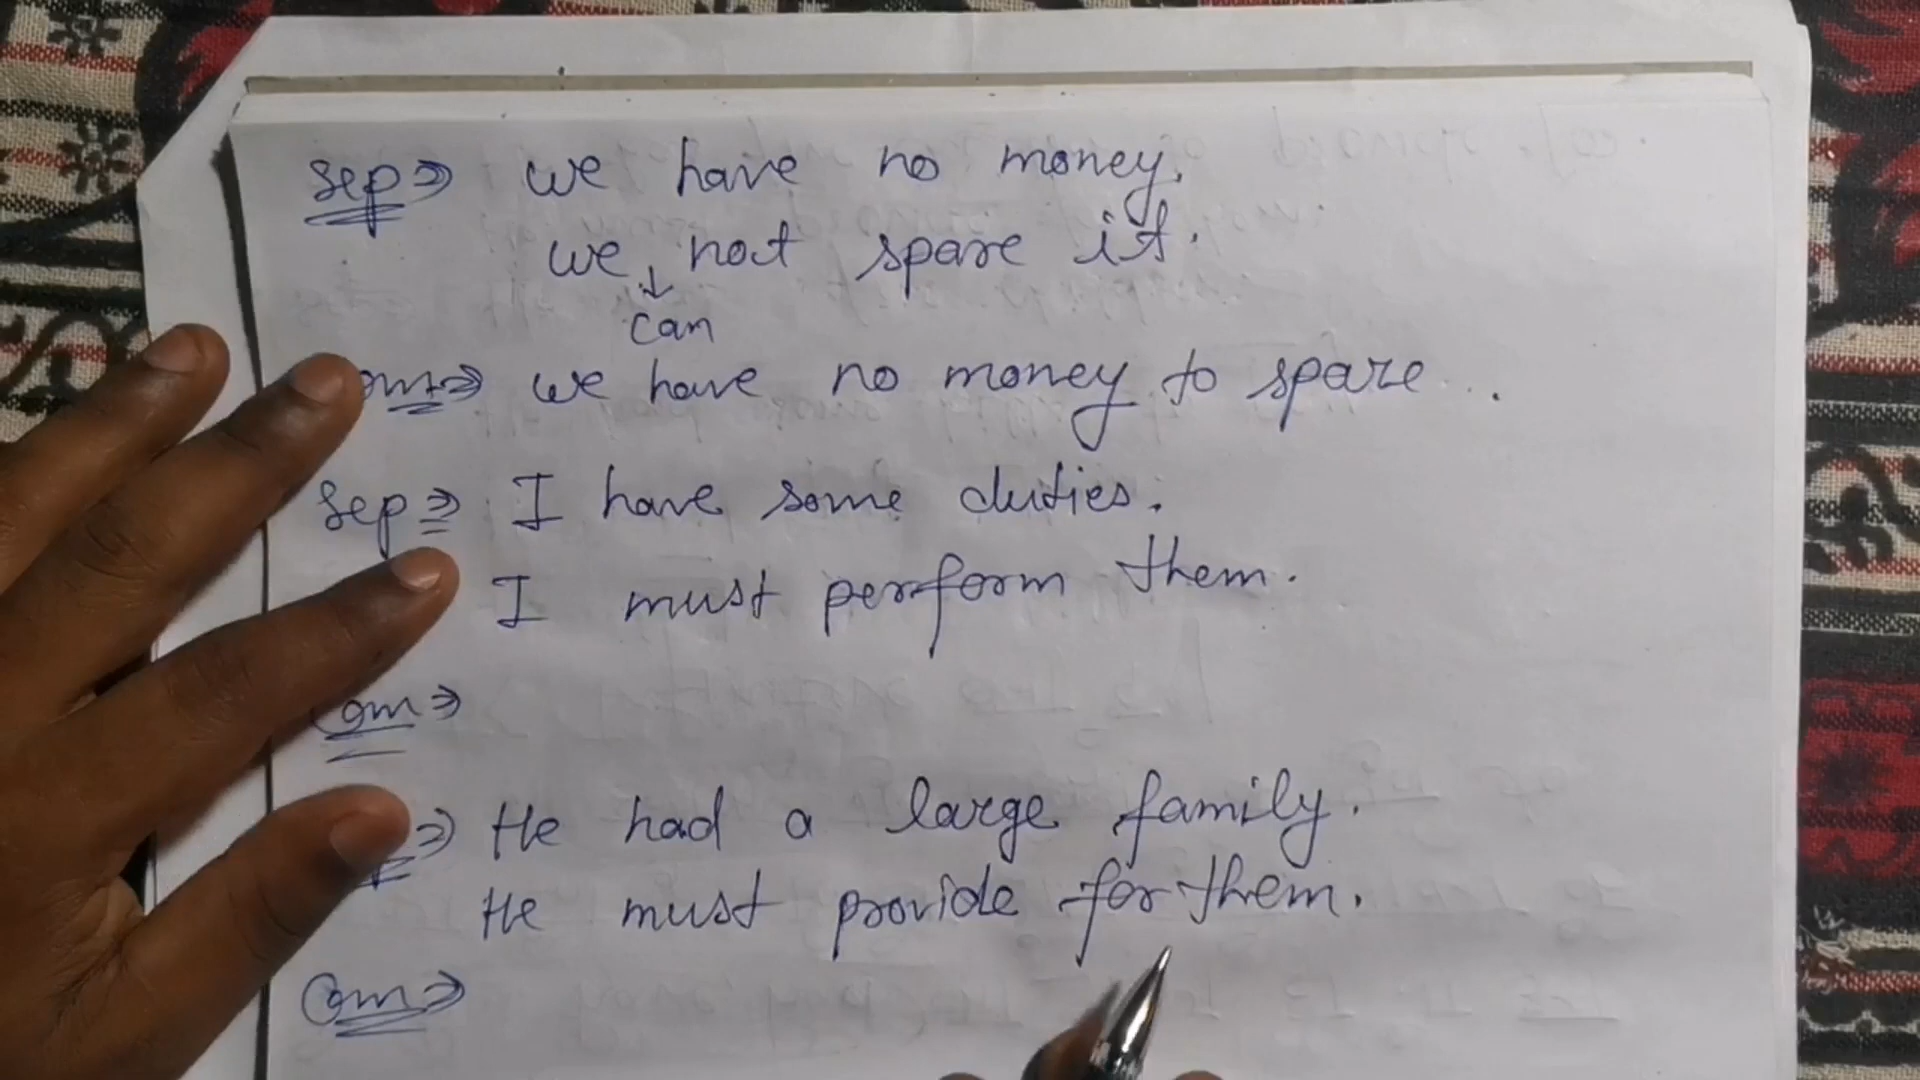 Sep⇒ we have no money.
we not spare it.
↓
can
om⇒ we have no money to spare.
Sep⇒ I have some duties.
I must perform them.
Com⇒
⇒ He had a large family.
He must provide for them.
Com⇒